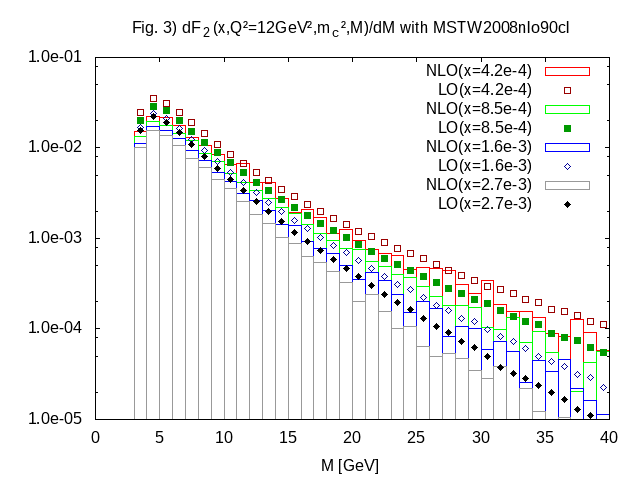 Fig. 3) dF₂(x,Q²=12GeV²,m_c²,M)/dM with MSTW2008nlo90cl
1.0e-01
NLO(x=4.2e-4)
LO(x=4.2e-4)
NLO(x=8.5e-4)
LO(x=8.5e-4)
1.0e-02
NLO(x=1.6e-3)
LO(x=1.6e-3)
NLO(x=2.7e-3)
LO(x=2.7e-3)
1.0e-03
1.0e-04
1.0e-05
0 5 10 15 20 25 30 35 40
M [GeV]